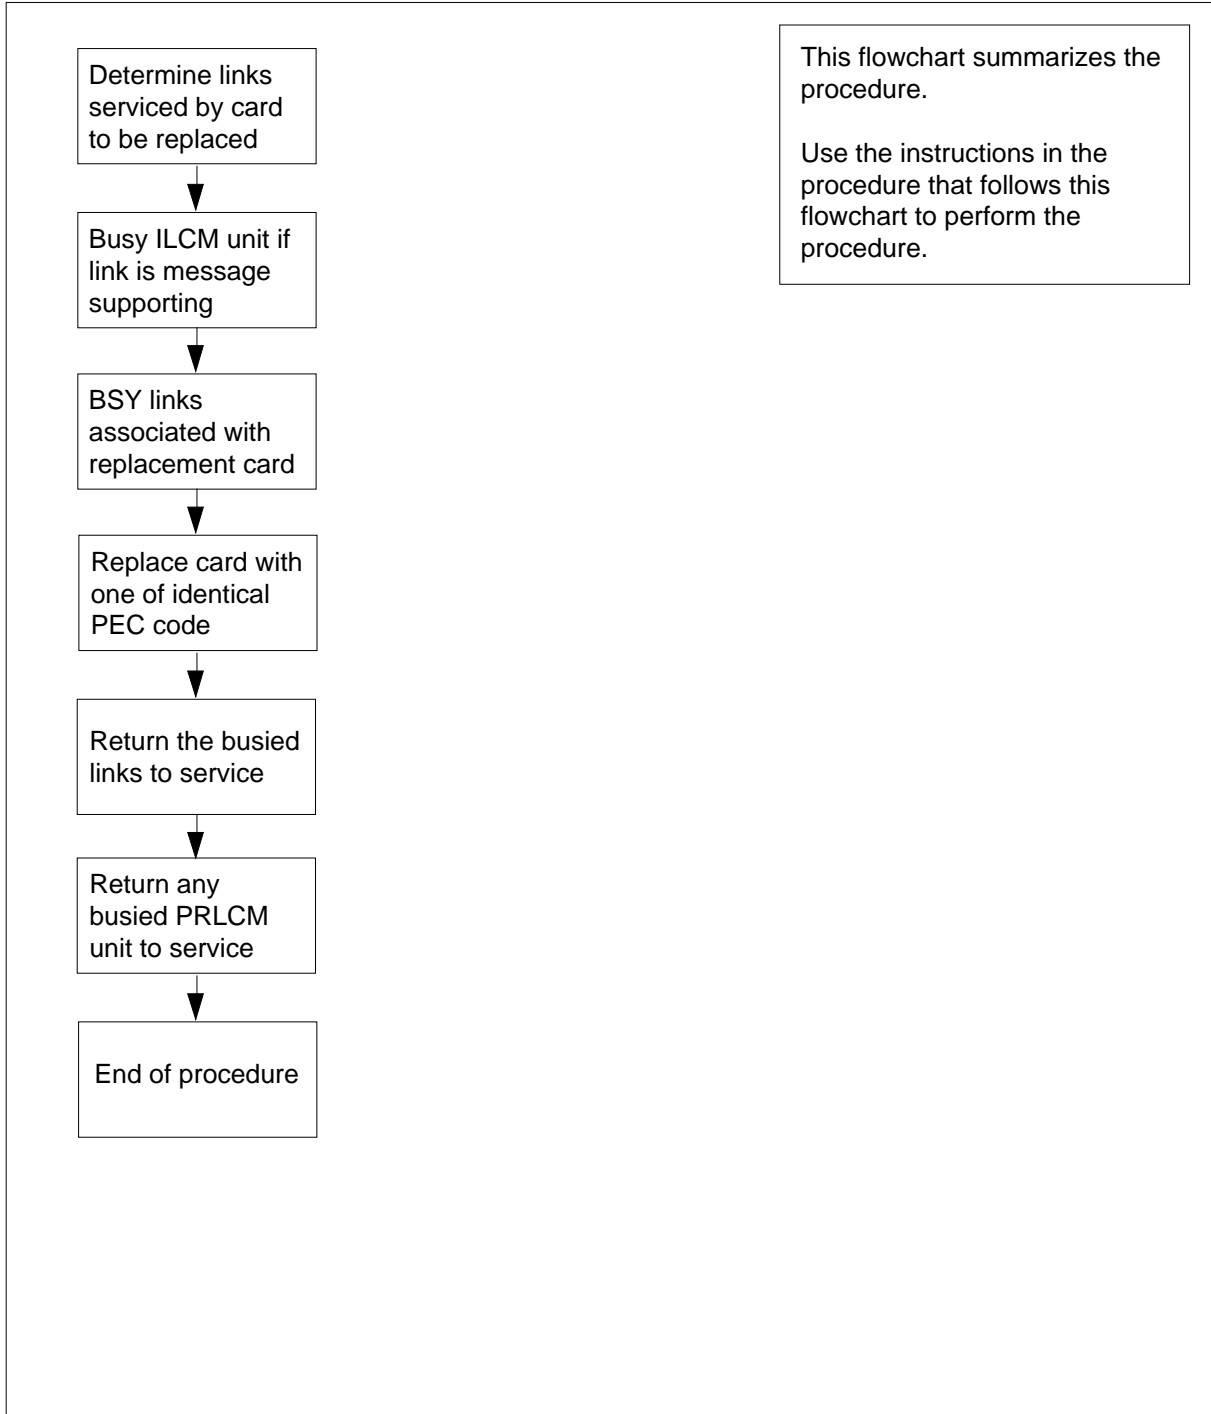 Determine links
serviced by card
to be replaced
Busy ILCM unit if
link is message
supporting
BSY links
associated with
replacement card
Replace card with
one of identical
PEC code
Return the busied
links to service
Return any
busied PRLCM
unit to service
End of procedure
This flowchart summarizes the
procedure.
Use the instructions in the
procedure that follows this
flowchart to perform the
procedure.